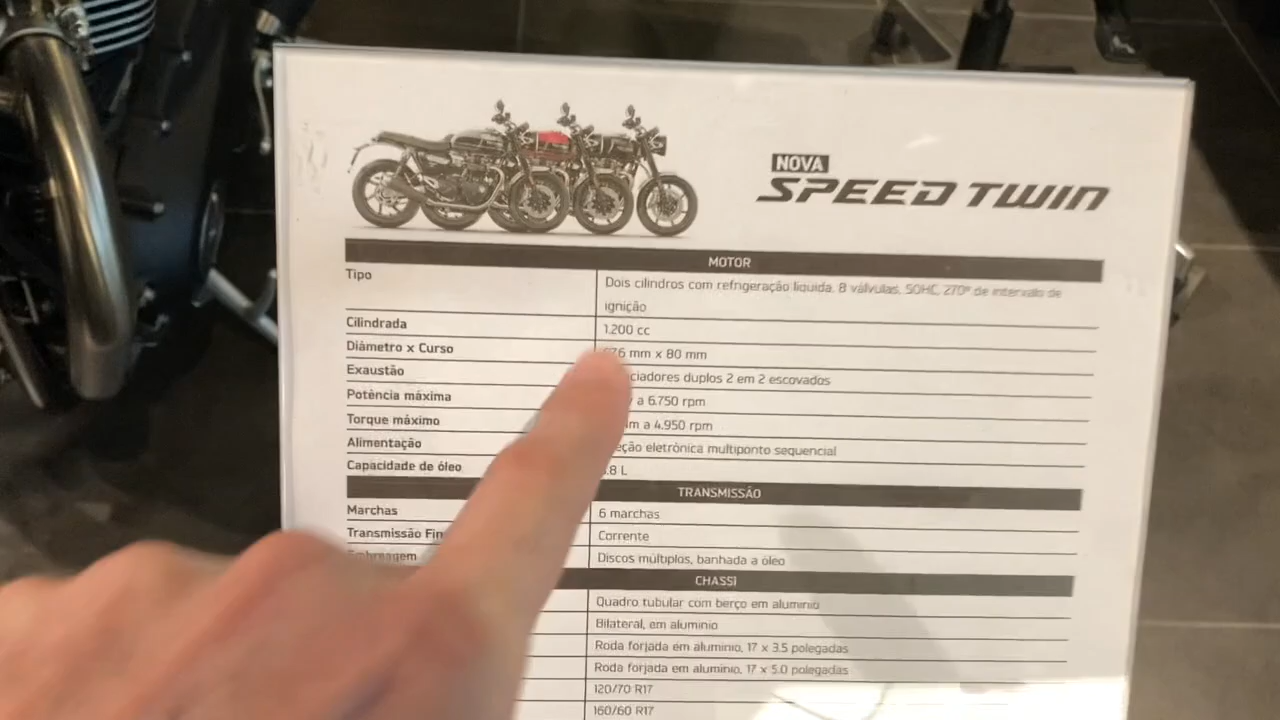 NOVA
SPEED TWIN
MOTOR
Tipo
Dois cilindros com refrigeração líquida, 8 válvulas, SOHC, 270º de intervalo de
ignição
Cilindrada 1.200 cc
Diâmetro x Curso mm x 80 mm
Exaustão duplos 2 em 2 escovados
Potência máxima a 6.750 rpm
Torque máximo a 4.950 rpm
Alimentação eletrônica multiponto sequencial
Capacidade de óleo L
TRANSMISSÃO
Marchas 6 marchas
Transmissão Corrente
Embreagem Discos múltiplos, banhada a óleo
CHASSI
Quadro tubular com berço em alumínio
Bilateral, em alumínio
Roda forjada em alumínio, 17 x 3.5 polegadas
Roda forjada em alumínio, 17 x 5.0 polegadas
120/70 R17
160/60 R17